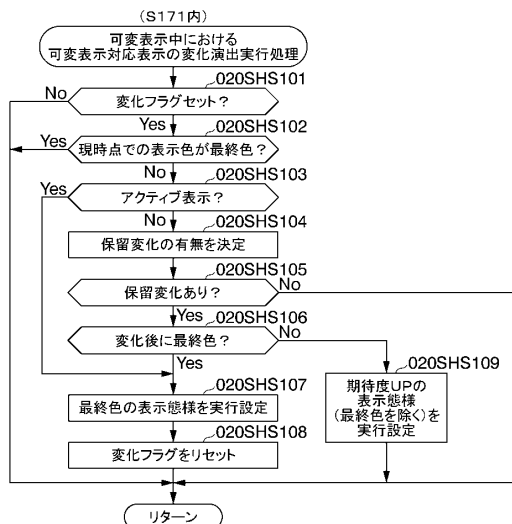 (S171内)
可変表示中における
可変表示対応表示の変化演出実行処理
020SHS101
No
変化フラグセット?
Yes
020SHS102
Yes
現時点での表示色が最終色?
No
020SHS103
Yes
アクティブ表示?
No
020SHS104
保留変化の有無を決定
020SHS105
保留変化あり?
No
Yes
020SHS106
変化後に最終色?
No
Yes
020SHS109
期待度UPの
表示態様
(最終色を除く)を
実行設定
020SHS107
最終色の表示態様を実行設定
020SHS108
変化フラグをリセット
リターン